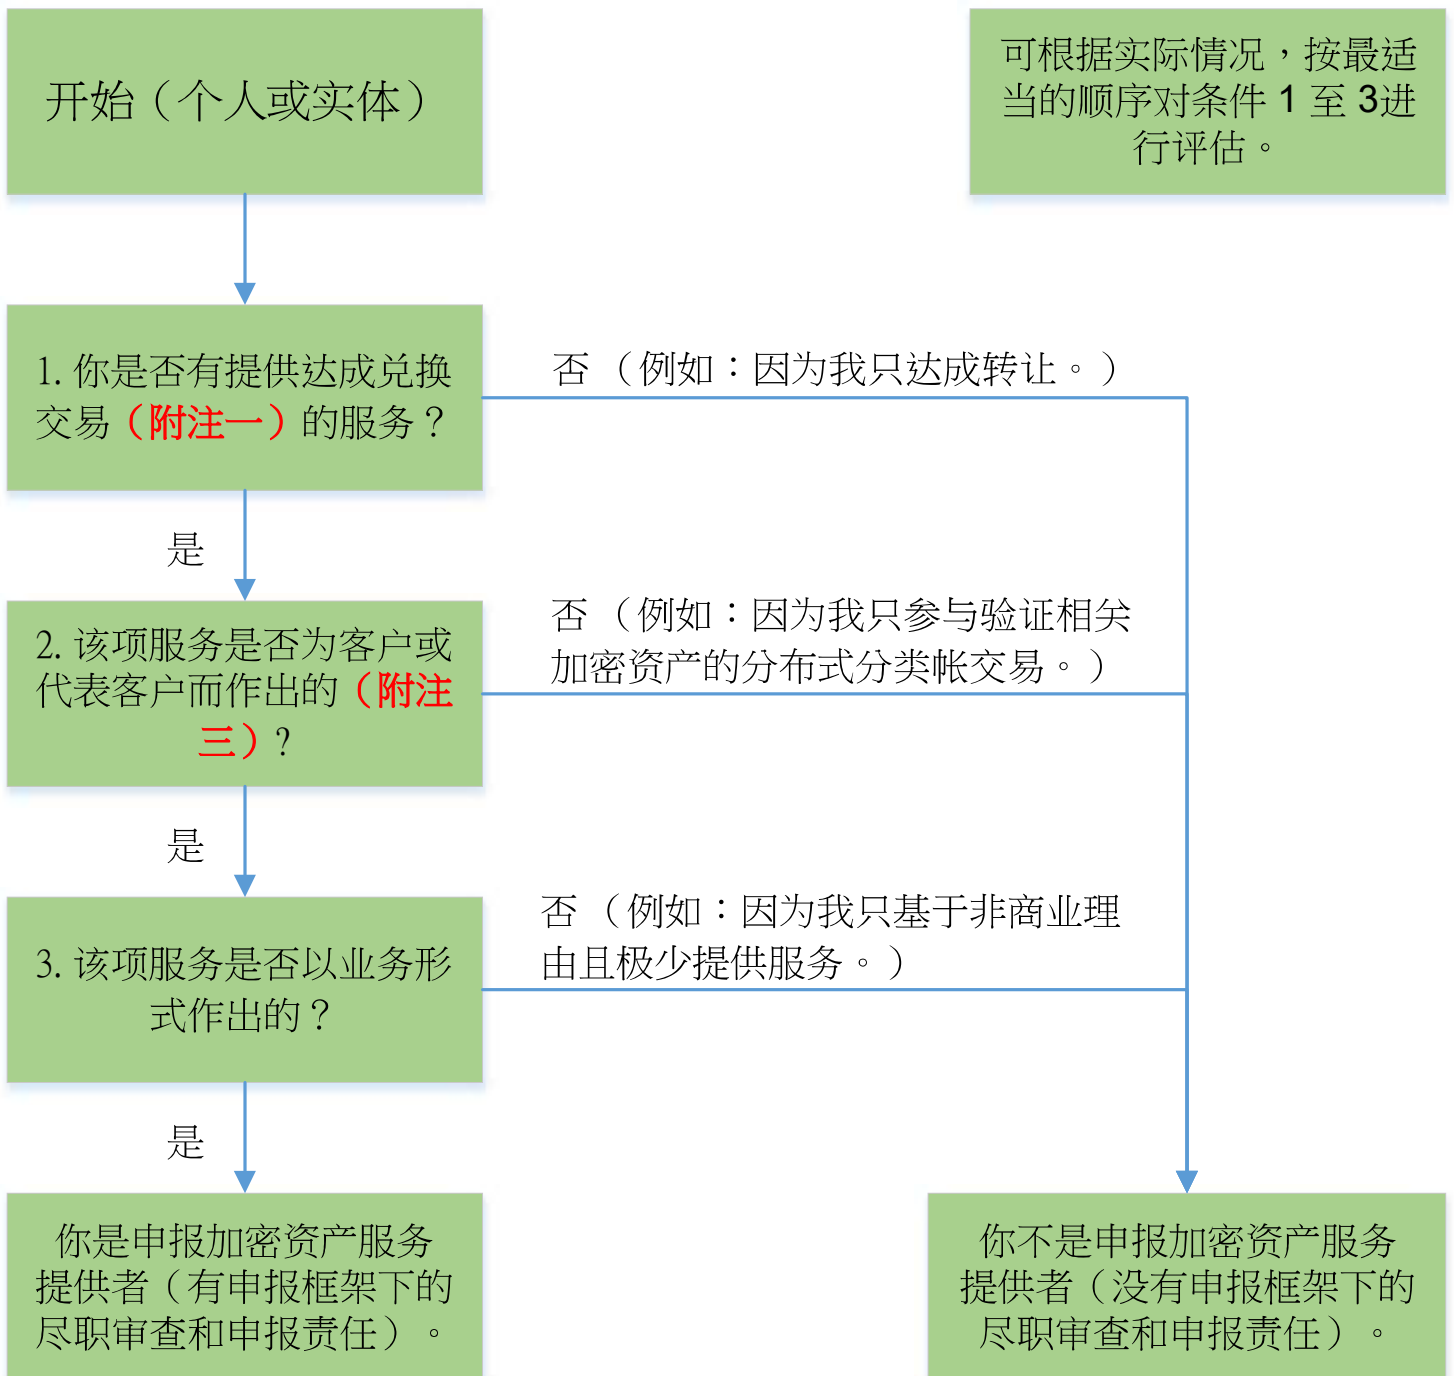 开始（个人或实体）
可根据实际情况，按最适
当的顺序对条件 1 至 3进
行评估。
1. 你是否有提供达成兑换
交易（附注一）的服务？
否 （例如：因为我只达成转让。）
是
2. 该项服务是否为客户或
代表客户而作出的（附注
三）?
否 （例如：因为我只参与验证相关
加密资产的分布式分类帐交易。）
是
3. 该项服务是否以业务形
式作出的？
否 （例如：因为我只基于非商业理
由且极少提供服务。）
是
你是申报加密资产服务
提供者（有申报框架下的
尽职审查和申报责任）。
你不是申报加密资产服务
提供者（没有申报框架下的
尽职审查和申报责任）。